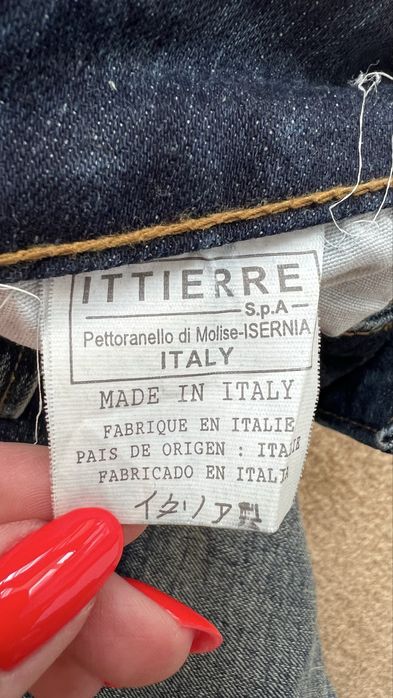 ITTIERRE
S.p.A
Pettoranello di Molise-ISERNIA
ITALY
MADE IN ITALY
FABRIQUE EN ITALIE
PAIS DE ORIGEN : ITALIE
FABRICADO EN ITALIA
イタリア製